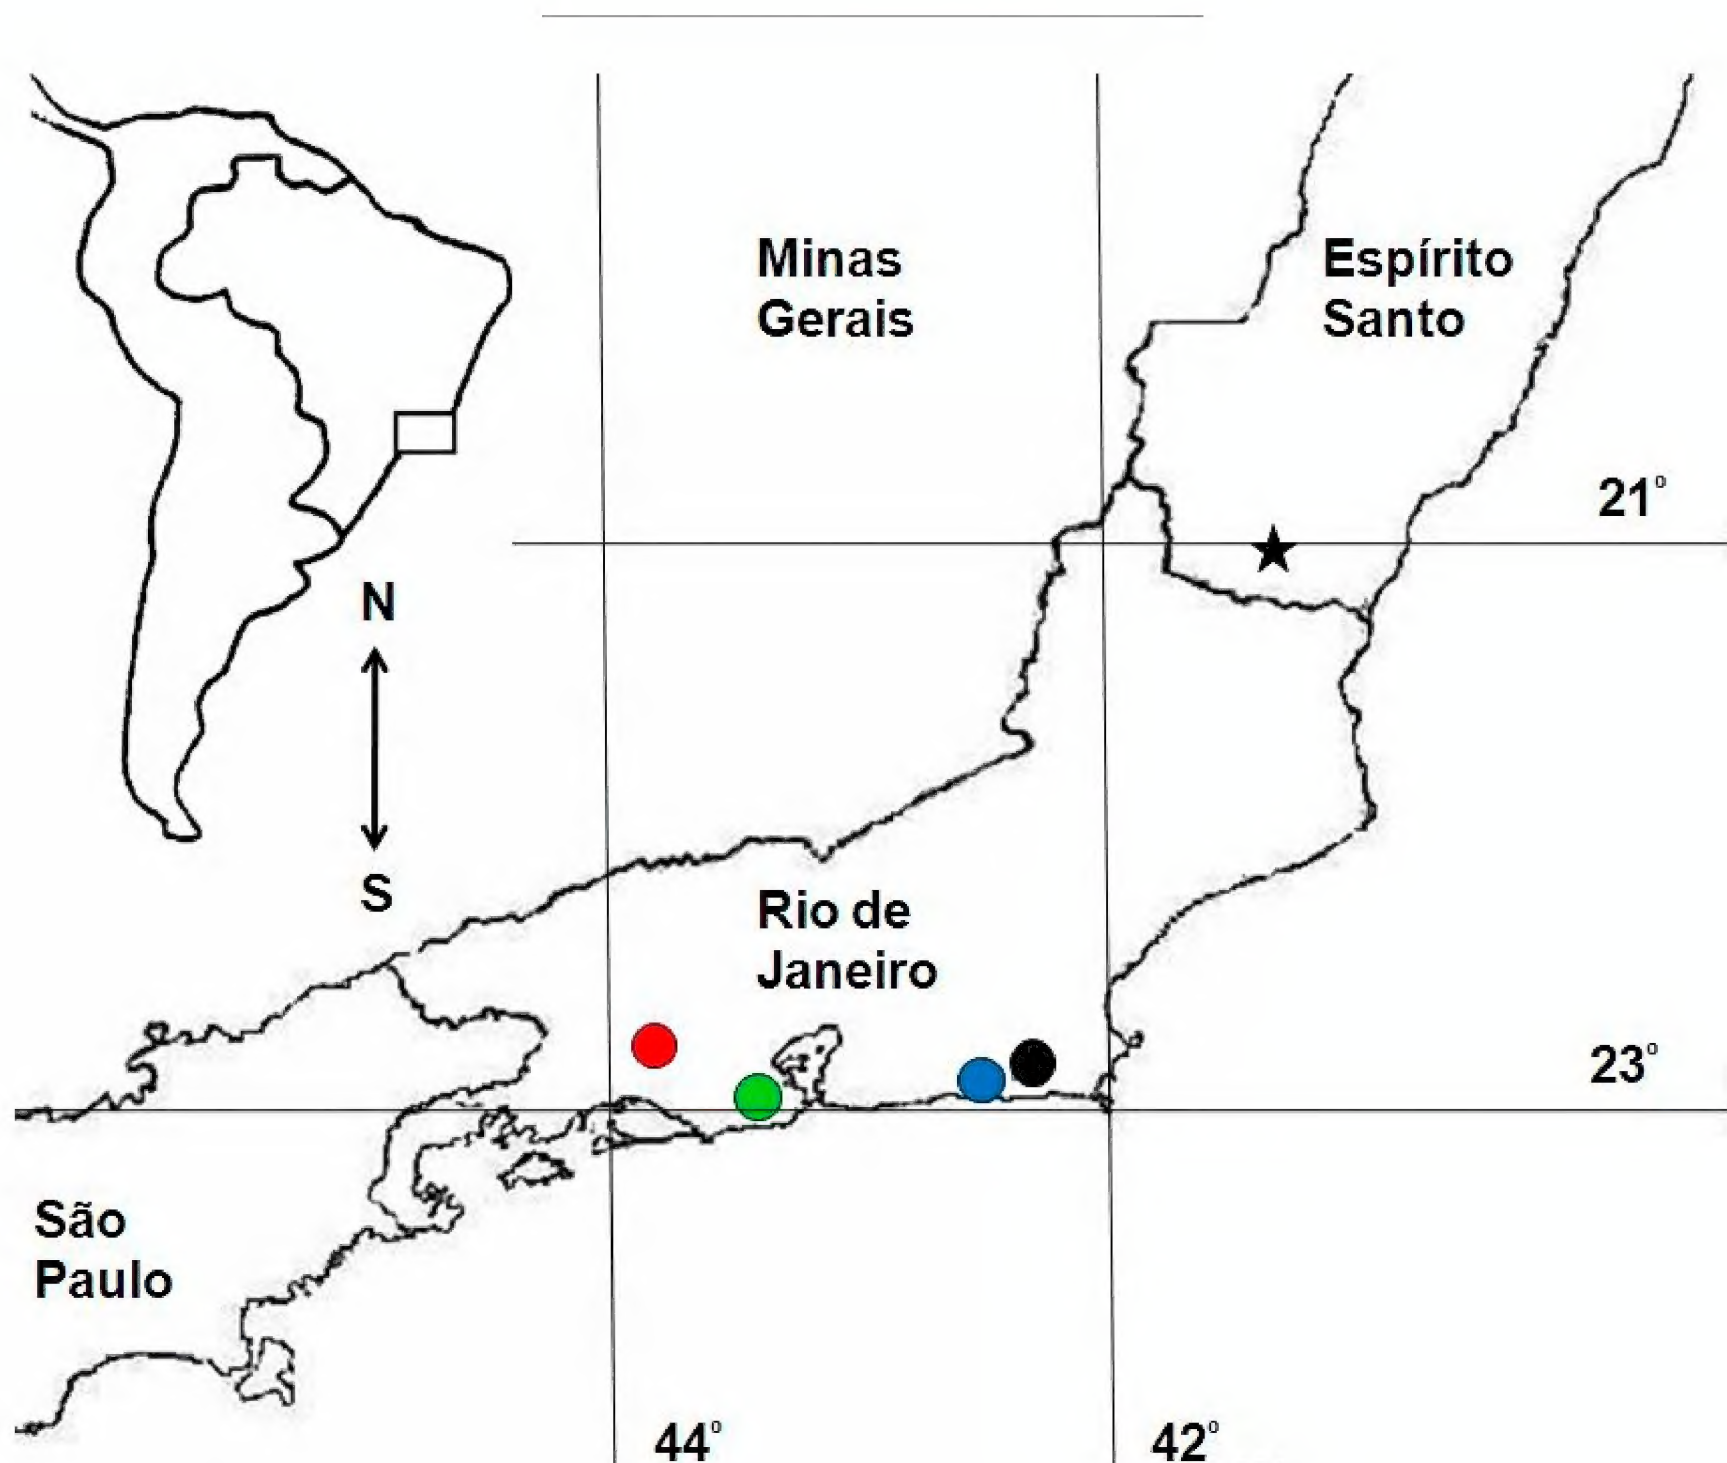 Minas
Gerais
Espírito
Santo
21°
N
S
Rio de
Janeiro
23°
São
Paulo
44°
42°